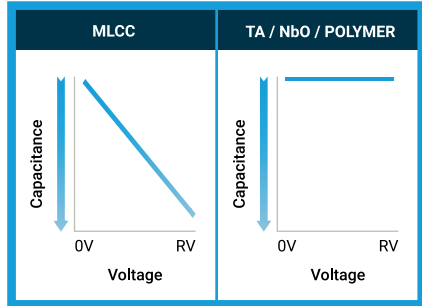 MLCC
Capacitance
0V
RV
Voltage
TA / NbO / POLYMER
Capacitance
0V
RV
Voltage